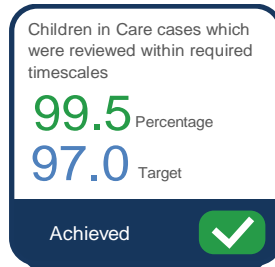 Children in Care cases which
were reviewed within required
timescales
99.5 Percentage
97.0 Target
Achieved